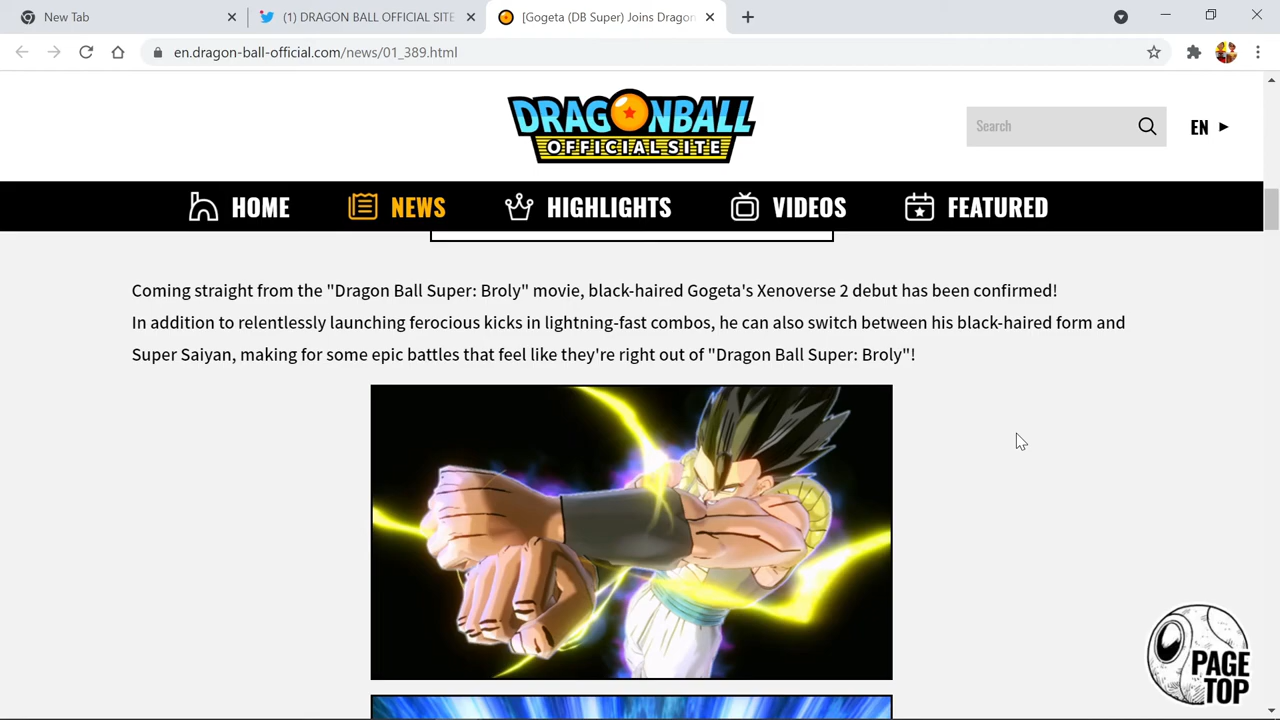 New Tab
(1) DRAGON BALL OFFICIAL SITE
[Gogeta (DB Super) Joins Dragon
en.dragon-ball-official.com/news/01_389.html
DRAGONBALL
OFFICIAL SITE
Search
EN
HOME
NEWS
HIGHLIGHTS
VIDEOS
FEATURED
Coming straight from the "Dragon Ball Super: Broly" movie, black-haired Gogeta's Xenoverse 2 debut has been confirmed!
In addition to relentlessly launching ferocious kicks in lightning-fast combos, he can also switch between his black-haired form and
Super Saiyan, making for some epic battles that feel like they're right out of "Dragon Ball Super: Broly"!
PAGE
TOP